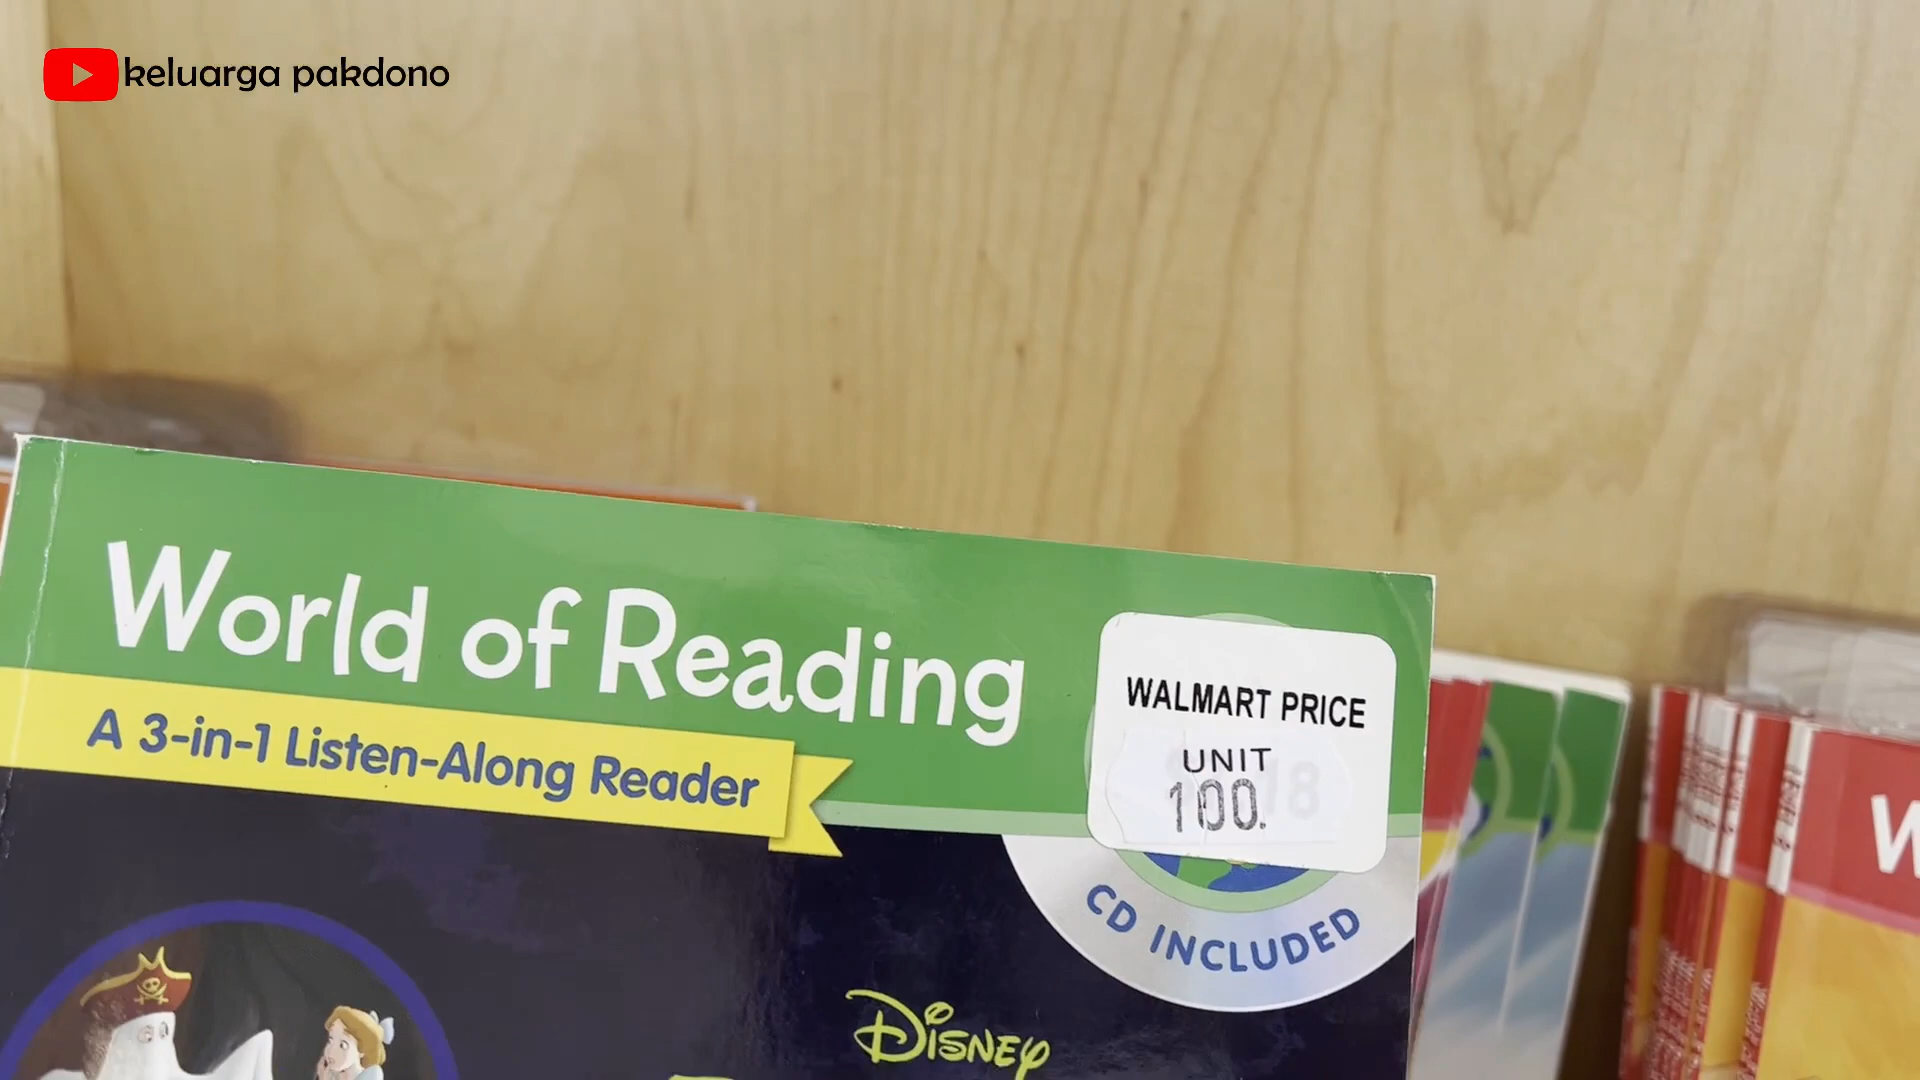 keluarga pakdono
World of Reading
A 3-in-1 Listen-Along Reader
WALMART PRICE
UNIT
100.
CD INCLUDED
DISNEY
W